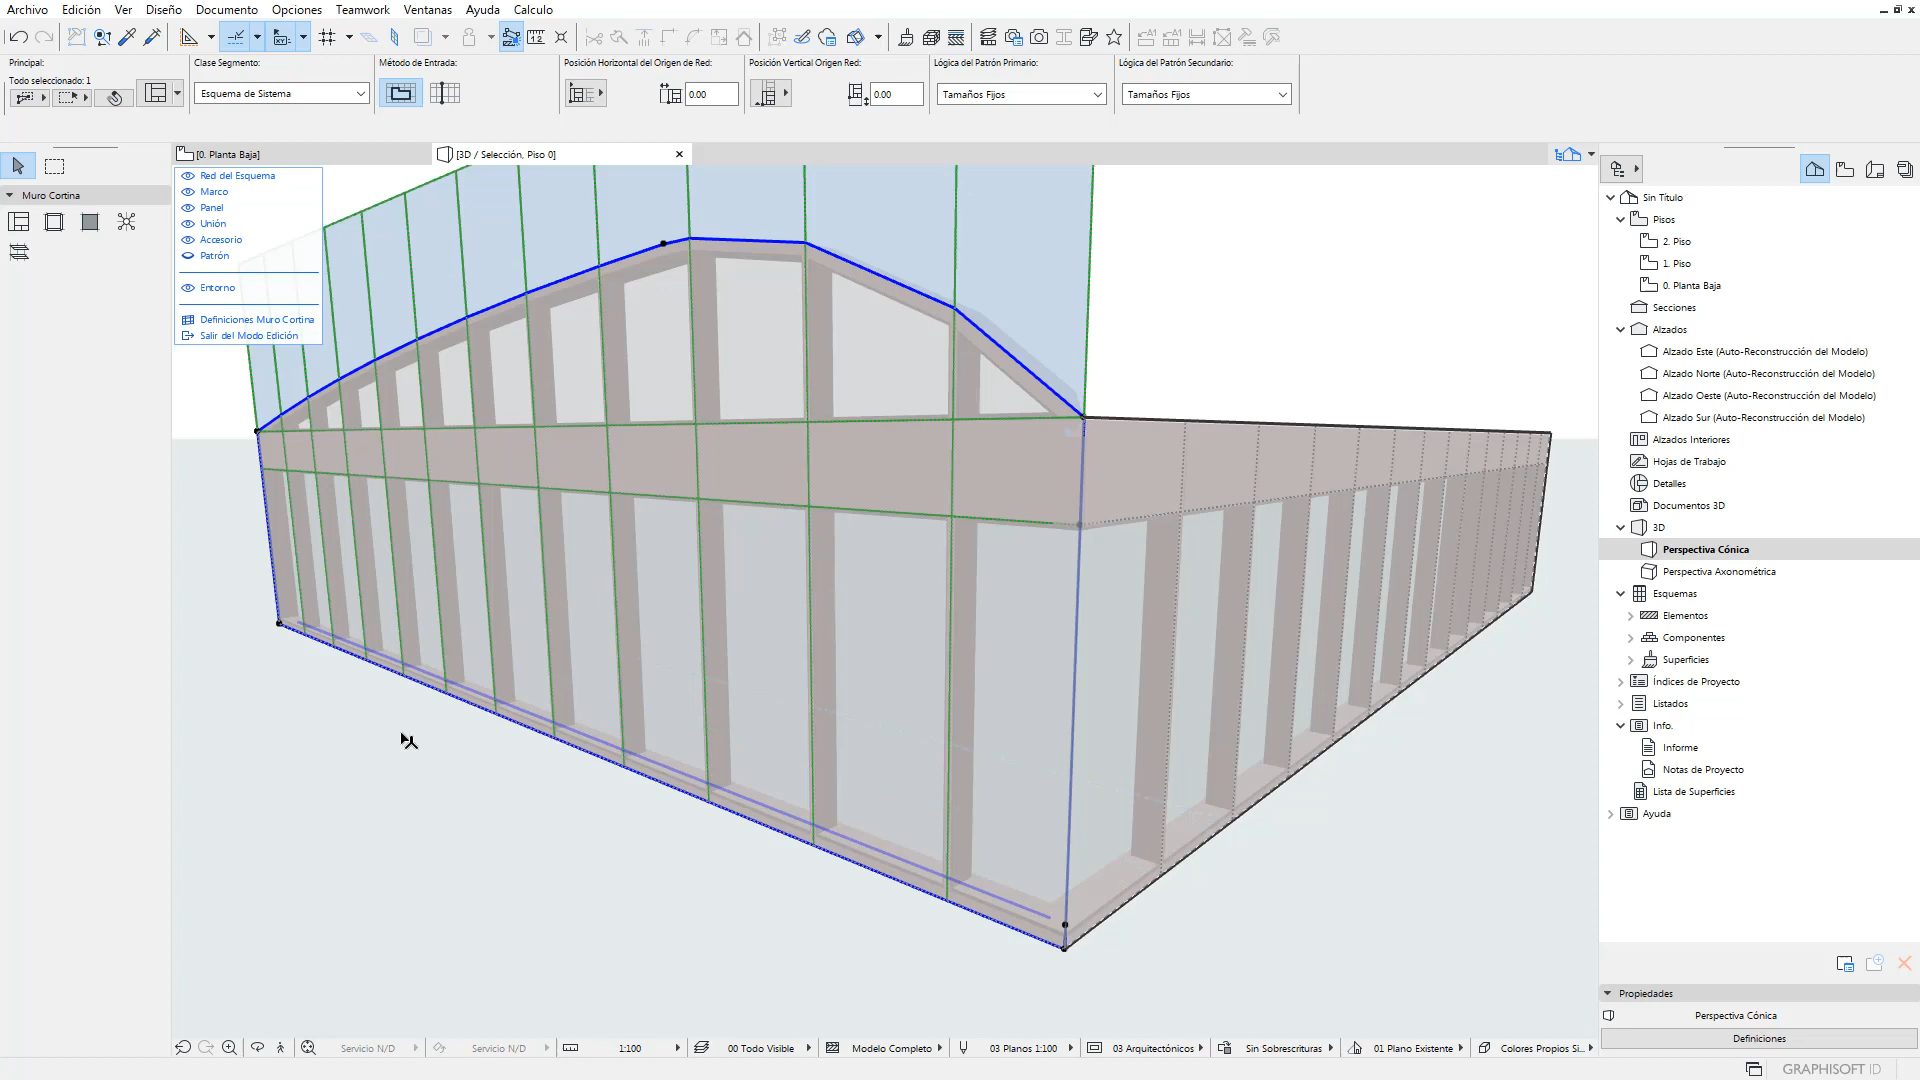 Archivo Edición Ver Diseño Documento Opciones Teamwork Ventanas Ayuda Calculo
Principal:
Todo seleccionado: 1
Clase Segmento:
Esquema de Sistema
Método de Entrada:
Posición Horizontal del Origen de Red:
0.00
Posición Vertical Origen Red:
0.00
Lógica del Patrón Primario:
Tamaños Fijos
Lógica del Patrón Secundario:
Tamaños Fijos
[0. Planta Baja]
[3D / Selección, Piso 0]
Muro Cortina
Red del Esquema
Marco
Panel
Unión
Accesorio
Patrón
Entorno
Definiciones Muro Cortina
Salir del Modo Edición
Sin Título
Pisos
2. Piso
1. Piso
0. Planta Baja
Secciones
Alzados
Alzado Este (Auto-Reconstrucción del Modelo)
Alzado Norte (Auto-Reconstrucción del Modelo)
Alzado Oeste (Auto-Reconstrucción del Modelo)
Alzado Sur (Auto-Reconstrucción del Modelo)
Alzados Interiores
Hojas de Trabajo
Detalles
Documentos 3D
3D
Perspectiva Cónica
Perspectiva Axonométrica
Esquemas
Elementos
Componentes
Superficies
Índices de Proyecto
Listados
Info.
Informe
Notas de Proyecto
Lista de Superficies
Ayuda
Propiedades
Perspectiva Cónica
Definiciones
Servicio N/D
Servicio N/D
1:100
00 Todo Visible
Modelo Completo
03 Planos 1:100
03 Arquitectónicos
Sin Sobrescrituras
01 Plano Existente
Colores Propios Si...
GRAPHISOFT ID